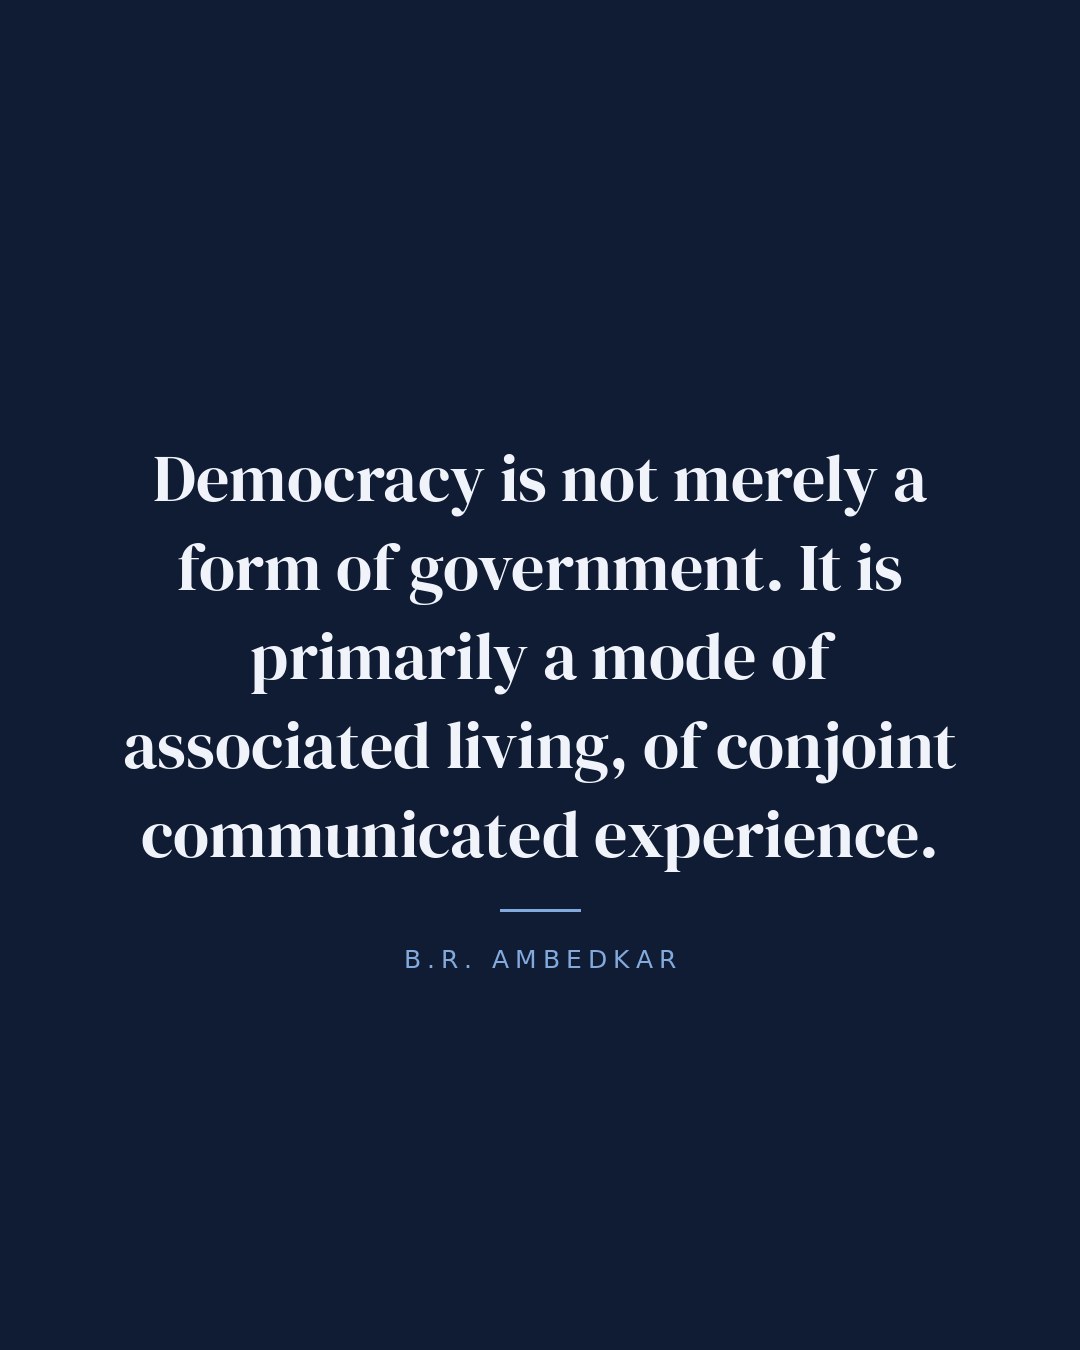 Democracy is not merely a
form of government. It is
primarily a mode of
associated living, of conjoint
communicated experience.
B.R. AMBEDKAR